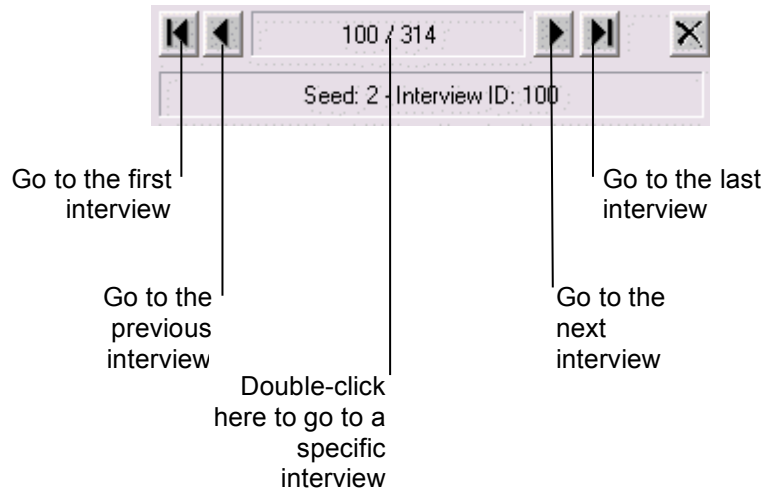 100 / 314
Seed: 2 - Interview ID: 100
Go to the first
interview
Go to the last
interview
Go to the
previous
interview
Go to the
next
interview
Double-click
here to go to a
specific
interview